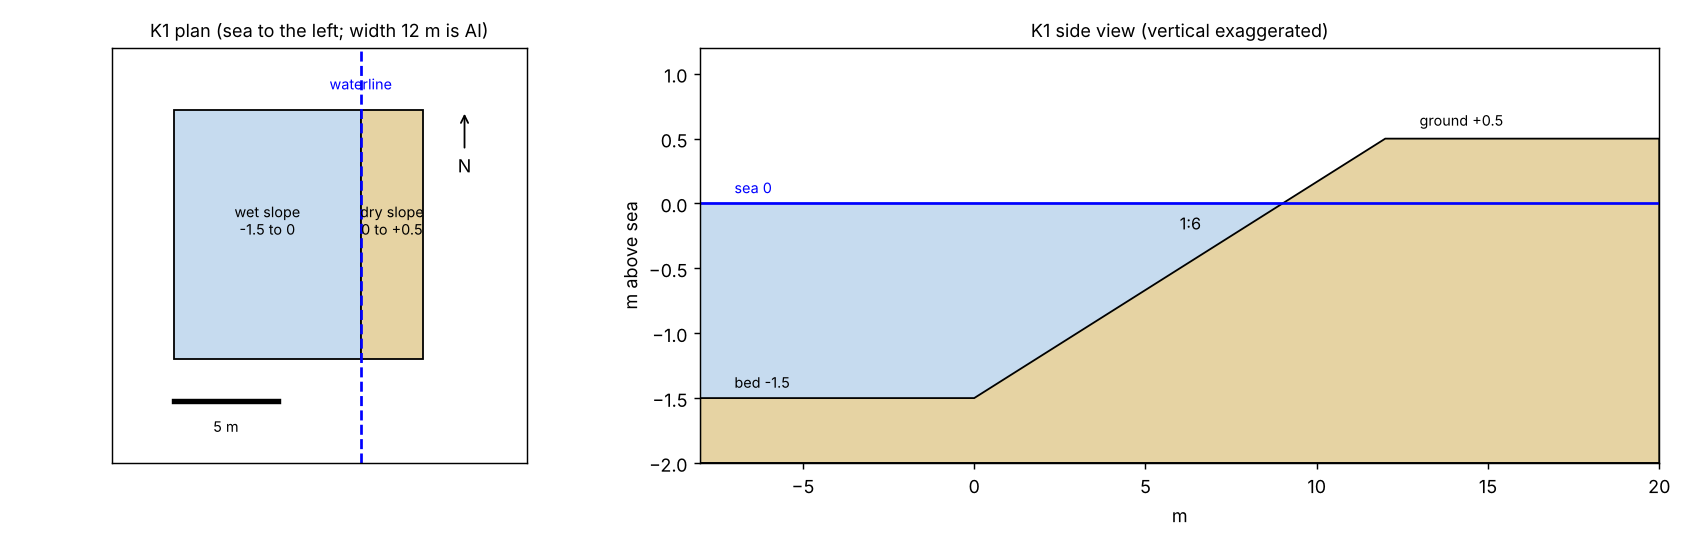 K1 plan (sea to the left; width 12 m is AI)
waterline
N
wet slope
-1.5 to 0
dry slope
0 to +0.5
5 m
K1 side view (vertical exaggerated)
1.0
0.5
0.0
−0.5
−1.0
−1.5
−2.0
m above sea
ground +0.5
sea 0
1:6
bed -1.5
−5
0
5
10
15
20
m